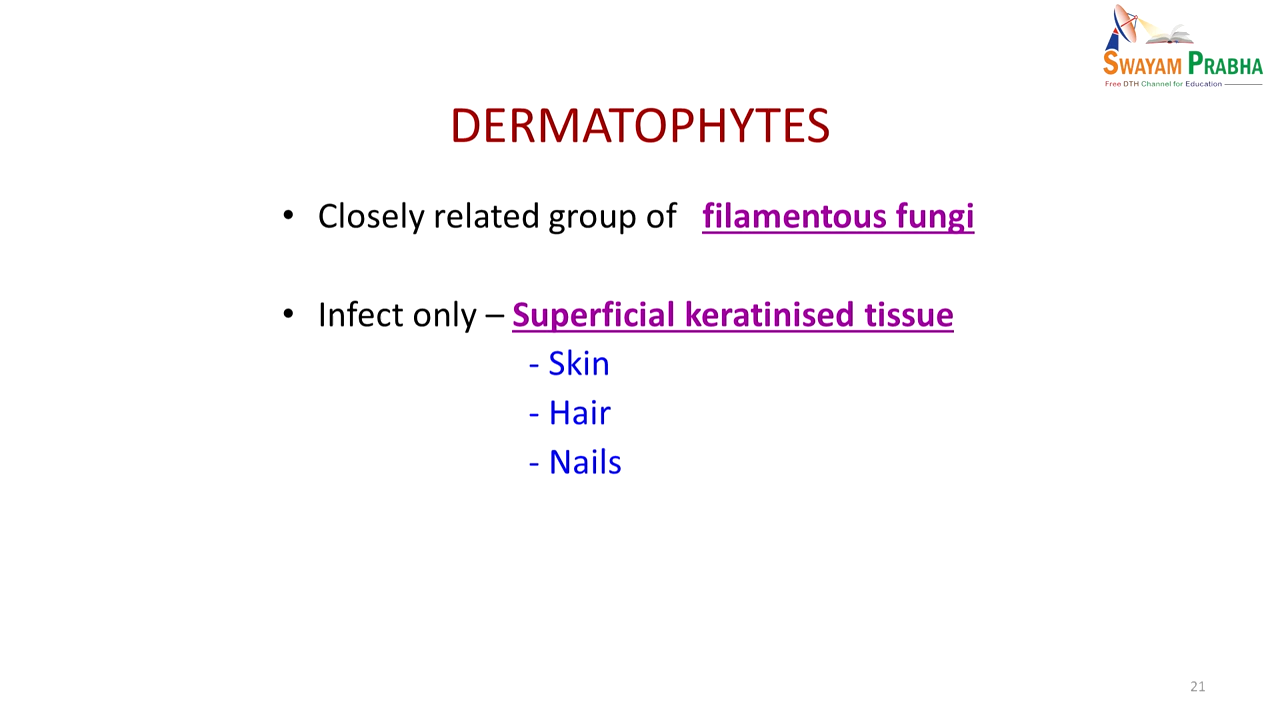 SWAYAM PRABHA
Free DTH Channel for Education
DERMATOPHYTES
• Closely related group of filamentous fungi
• Infect only – Superficial keratinised tissue
- Skin
- Hair
- Nails
21